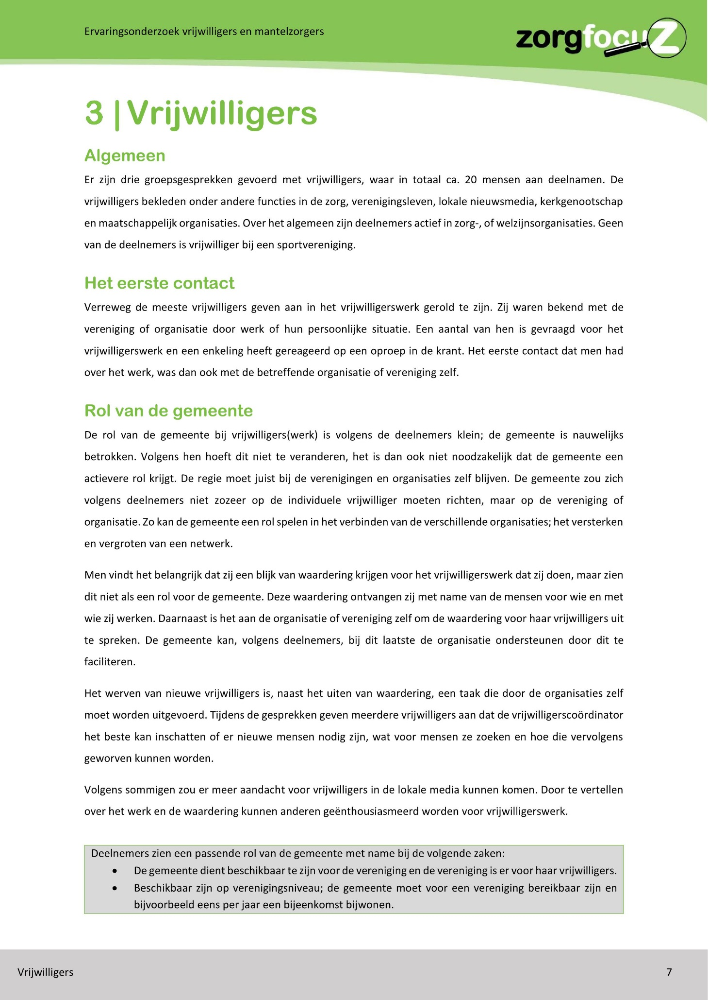 Ervaringsonderzoek vrijwilligers en mantelzorgers
zorgfocuZ
3 | Vrijwilligers
Algemeen
Er zijn drie groepsgesprekken gevoerd met vrijwilligers, waar in totaal ca. 20 mensen aan deelnamen. De
vrijwilligers bekleden onder andere functies in de zorg, verenigingsleven, lokale nieuwsmedia, kerkgenootschap
en maatschappelijk organisaties. Over het algemeen zijn deelnemers actief in zorg-, of welzijnsorganisaties. Geen
van de deelnemers is vrijwilliger bij een sportvereniging.
Het eerste contact
Verreweg de meeste vrijwilligers geven aan in het vrijwilligerswerk gerold te zijn. Zij waren bekend met de
vereniging of organisatie door werk of hun persoonlijke situatie. Een aantal van hen is gevraagd voor het
vrijwilligerswerk en een enkeling heeft gereageerd op een oproep in de krant. Het eerste contact dat men had
over het werk, was dan ook met de betreffende organisatie of vereniging zelf.
Rol van de gemeente
De rol van de gemeente bij vrijwilligers(werk) is volgens de deelnemers klein; de gemeente is nauwelijks
betrokken. Volgens hen hoeft dit niet te veranderen, het is dan ook niet noodzakelijk dat de gemeente een
actievere rol krijgt. De regie moet juist bij de verenigingen en organisaties zelf blijven. De gemeente zou zich
volgens deelnemers niet zozeer op de individuele vrijwilliger moeten richten, maar op de vereniging of
organisatie. Zo kan de gemeente een rol spelen in het verbinden van de verschillende organisaties; het versterken
en vergroten van een netwerk.
Men vindt het belangrijk dat zij een blijk van waardering krijgen voor het vrijwilligerswerk dat zij doen, maar zien
dit niet als een rol voor de gemeente. Deze waardering ontvangen zij met name van de mensen voor wie en met
wie zij werken. Daarnaast is het aan de organisatie of vereniging zelf om de waardering voor haar vrijwilligers uit
te spreken. De gemeente kan, volgens deelnemers, bij dit laatste de organisatie ondersteunen door dit te
faciliteren.
Het werven van nieuwe vrijwilligers is, naast het uiten van waardering, een taak die door de organisaties zelf
moet worden uitgevoerd. Tijdens de gesprekken geven meerdere vrijwilligers aan dat de vrijwilligerscoördinator
het beste kan inschatten of er nieuwe mensen nodig zijn, wat voor mensen ze zoeken en hoe die vervolgens
geworven kunnen worden.
Volgens sommigen zou er meer aandacht voor vrijwilligers in de lokale media kunnen komen. Door te vertellen
over het werk en de waardering kunnen anderen geënthousiasmeerd worden voor vrijwilligerswerk.
Deelnemers zien een passende rol van de gemeente met name bij de volgende zaken:
• De gemeente dient beschikbaar te zijn voor de vereniging en de vereniging is er voor haar vrijwilligers.
• Beschikbaar zijn op verenigingsniveau; de gemeente moet voor een vereniging bereikbaar zijn en
bijvoorbeeld eens per jaar een bijeenkomst bijwonen.
Vrijwilligers
7